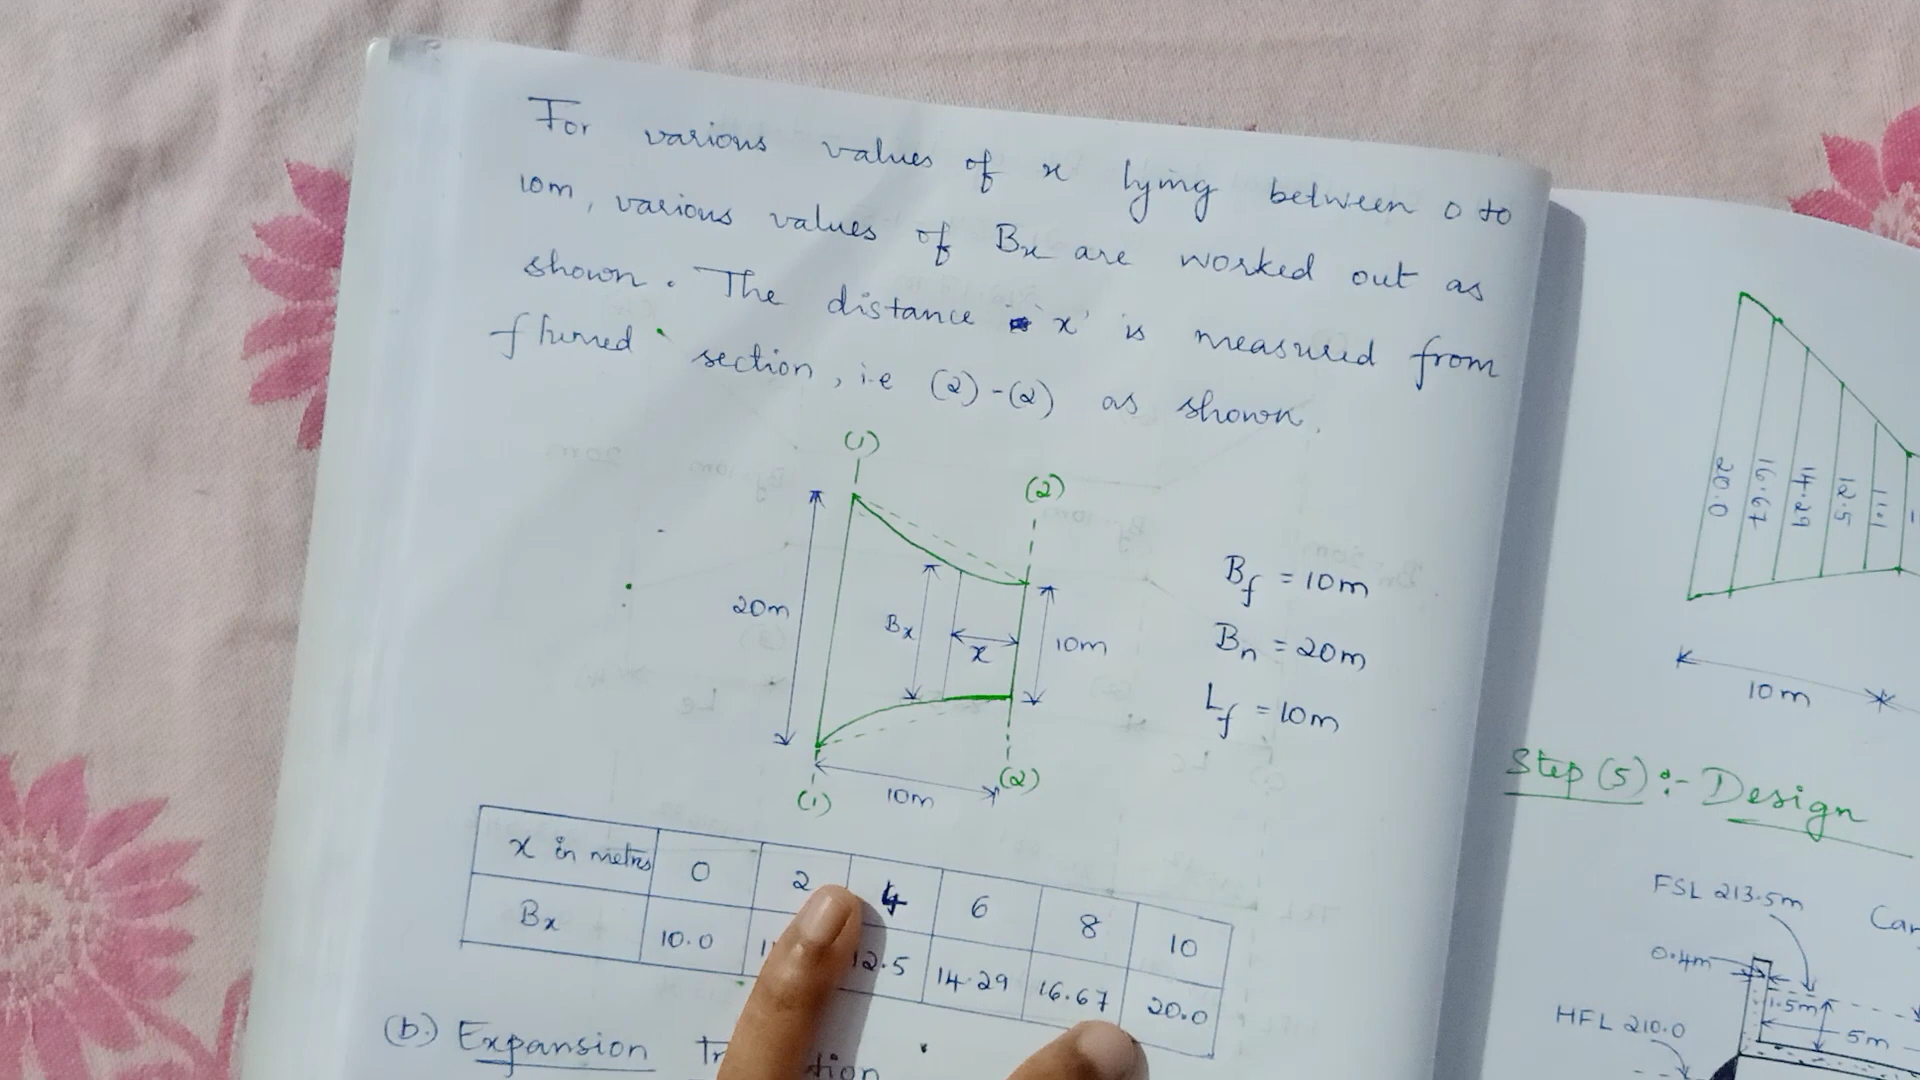 For various values of x lying between 0 to
10m, various values of Bx are worked out as
shown. The distance 'x' is measured from
flumed section, i.e (2)-(2) as shown.
(1)
(2)
20m
Bx
x
10m
Bf = 10m
Bn = 20m
Lf = 10m
10m
(1)
(2)
x in metres 0 2 4 6 8 10
Bx 10.0 12.5 14.29 16.67 20.0
(b.) Expansion
20.0
16.67
14.29
12.5
11.1
10m
Step (5) :- Design
FSL 213.5m
0.4m
1.5m
HFL 210.0
5m